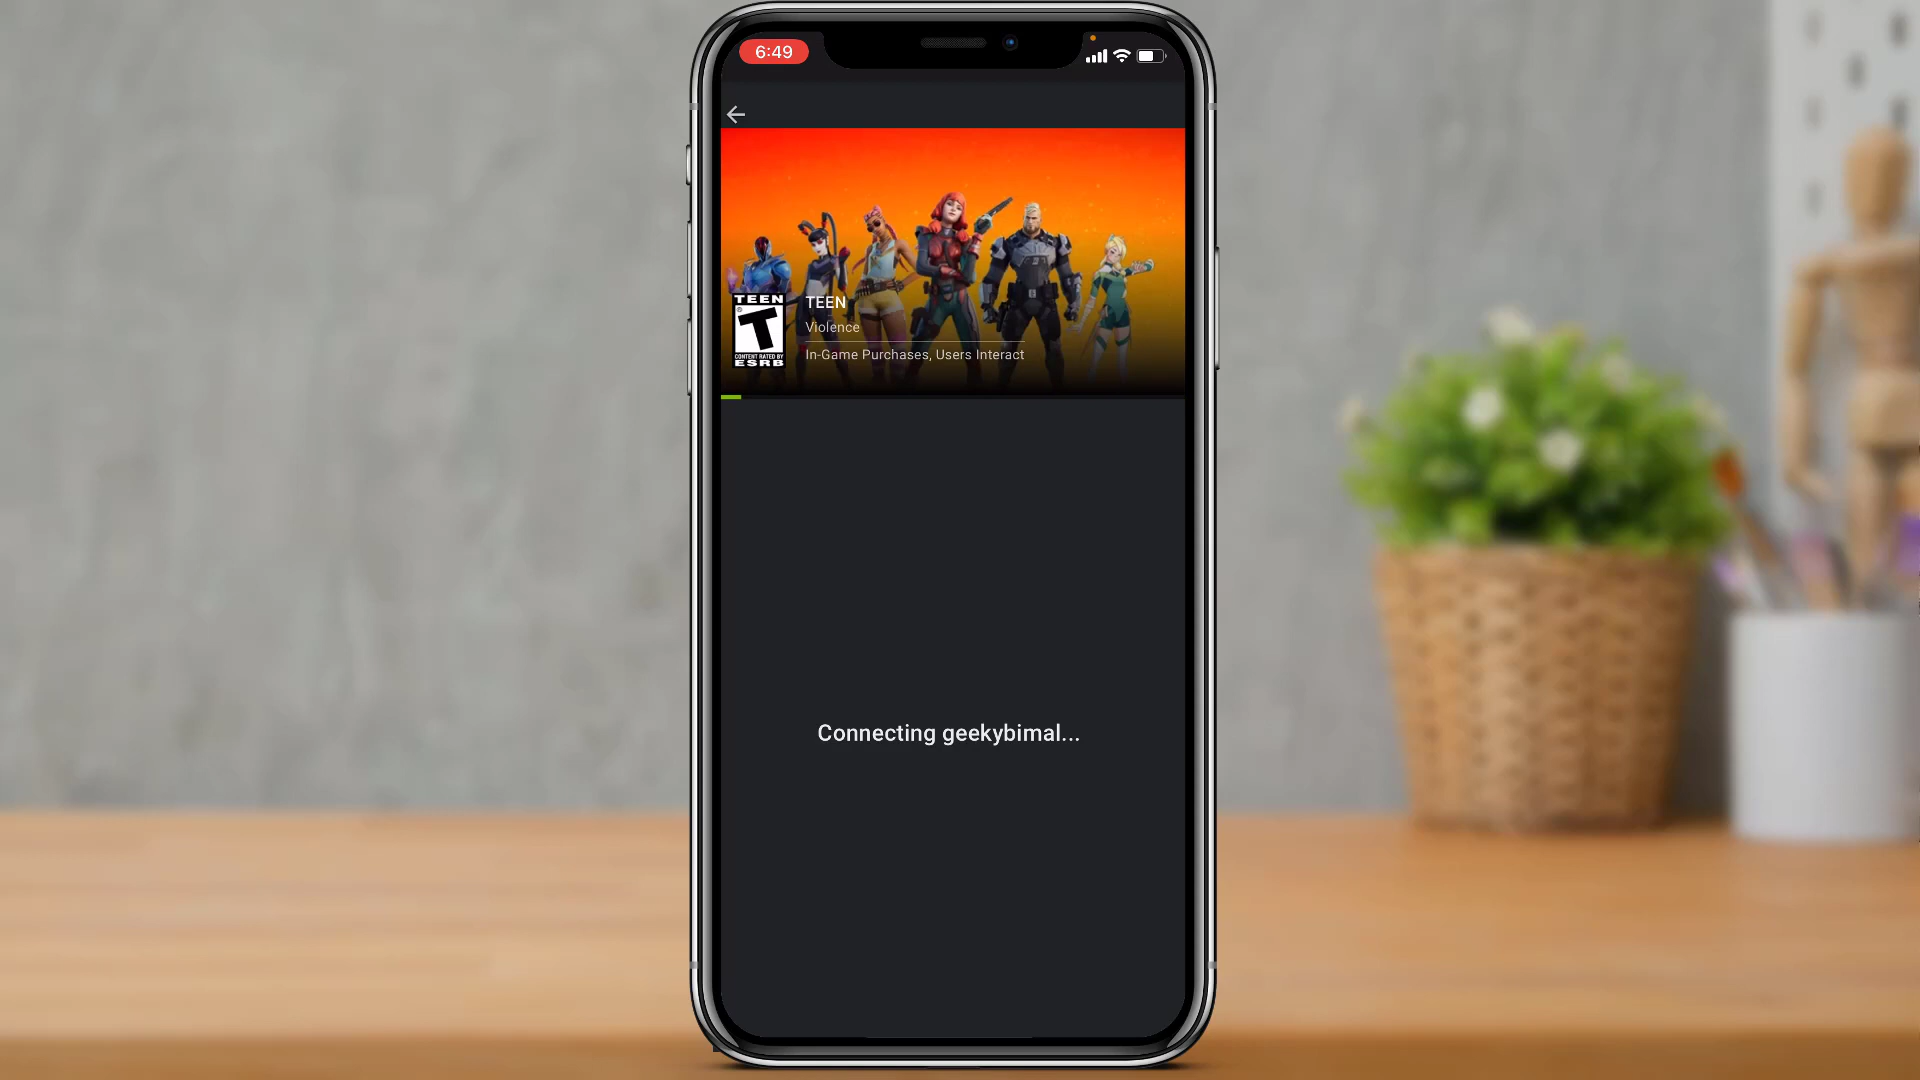 6:49
TEEN
T
CONTENT RATED BY
ESRB
TEEN
Violence
In-Game Purchases, Users Interact
Connecting geekybimal...